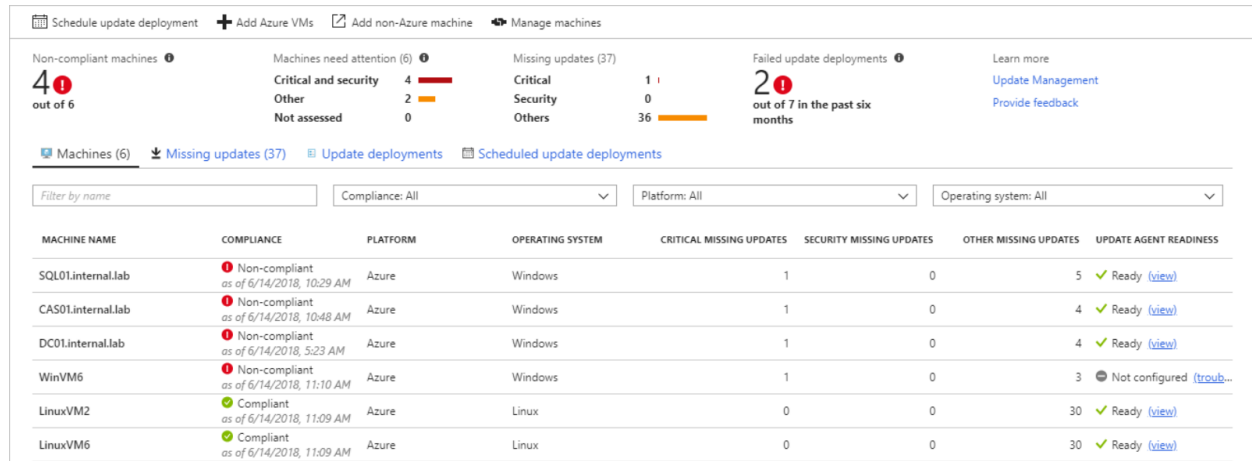 Schedule update deployment Add Azure VMs Add non-Azure machine Manage machines
Non-compliant machines Machines need attention (6) Missing updates (37) Failed update deployments Learn more
4 Critical and security 4 Critical 1 2 Update Management
out of 6 Other 2 Security 0 out of 7 in the past six Provide feedback
Not assessed 0 Others 36 months
Machines (6) Missing updates (37) Update deployments Scheduled update deployments
Filter by name Compliance: All Platform: All Operating system: All
MACHINE NAME COMPLIANCE PLATFORM OPERATING SYSTEM CRITICAL MISSING UPDATES SECURITY MISSING UPDATES OTHER MISSING UPDATES UPDATE AGENT READINESS
SQL01.internal.lab Non-compliant Azure Windows 1 0 5 Ready (view)
as of 6/14/2018, 10:29 AM
CAS01.internal.lab Non-compliant Azure Windows 1 0 4 Ready (view)
as of 6/14/2018, 10:48 AM
DC01.internal.lab Non-compliant Azure Windows 1 0 4 Ready (view)
as of 6/14/2018, 5:23 AM
WinVM6 Non-compliant Azure Windows 1 0 3 Not configured (troub...
as of 6/14/2018, 11:10 AM
LinuxVM2 Compliant Azure Linux 0 0 30 Ready (view)
as of 6/14/2018, 11:09 AM
LinuxVM6 Compliant Azure Linux 0 0 30 Ready (view)
as of 6/14/2018, 11:09 AM